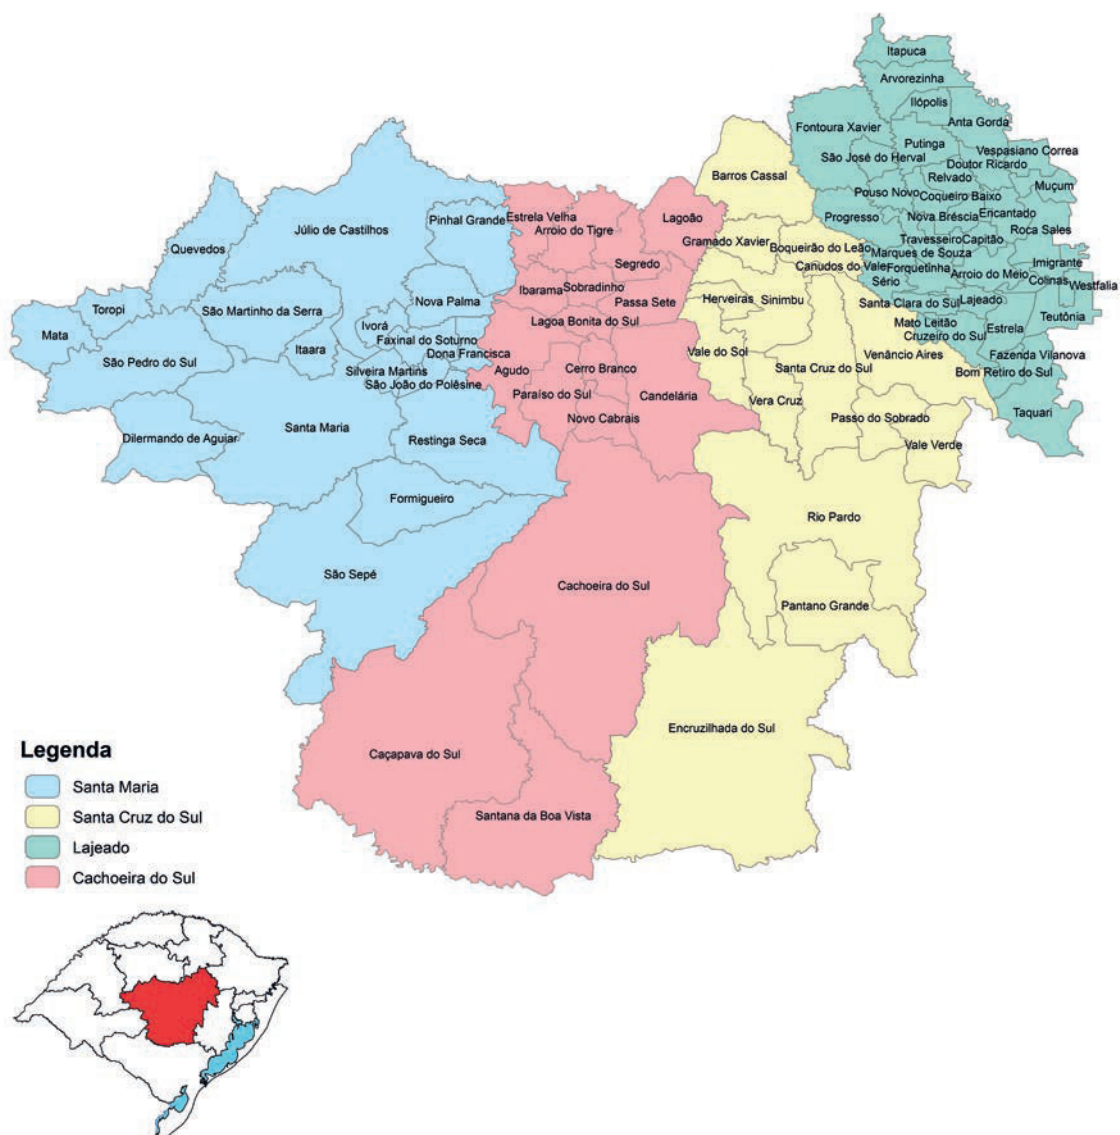 Itapuca
Arvorezinha
Ilópolis
Anta Gorda
Fontoura Xavier
Putinga
São José do Herval
Vespasiano Correa
Doutor Ricardo
Relvado
Barros Cassal
Muçum
Pouso Novo
Coqueiro Baixo
Encantado
Progresso
Nova Bréscia
Roca Sales
Travesseiro
Capitão
Pinhal Grande
Estrela Velha
Lagoão
Arroio do Tigre
Júlio de Castilhos
Gramado Xavier
Boqueirão do Leão
Marques de Souza
Quevedos
Segredo
Canudos do Vale
Forquetinha
Arroio do Meio
Imigrante
Sério
Colinas
Westfalia
Ibarama
Sobradinho
Nova Palma
Passa Sete
Herveiras
Sinimbu
Santa Clara do Sul
Lajeado
Toropi
São Martinho da Serra
Teutônia
Ivorá
Lagoa Bonita do Sul
Mato Leitão
Estrela
Mata
Faxinal do Soturno
Cruzeiro do Sul
Itaara
Dona Francisca
Vale do Sol
Venâncio Aires
Fazenda Vilanova
São Pedro do Sul
Silveira Martins
Agudo
Cerro Branco
Santa Cruz do Sul
Bom Retiro do Sul
São João do Polêsine
Paraíso do Sul
Candelária
Vera Cruz
Taquari
Novo Cabrais
Passo do Sobrado
Santa Maria
Dilermando de Aguiar
Restinga Seca
Vale Verde
Formigueiro
Rio Pardo
São Sepé
Cachoeira do Sul
Pantano Grande
Encruzilhada do Sul
Caçapava do Sul
Santana da Boa Vista
Legenda
Santa Maria
Santa Cruz do Sul
Lajeado
Cachoeira do Sul